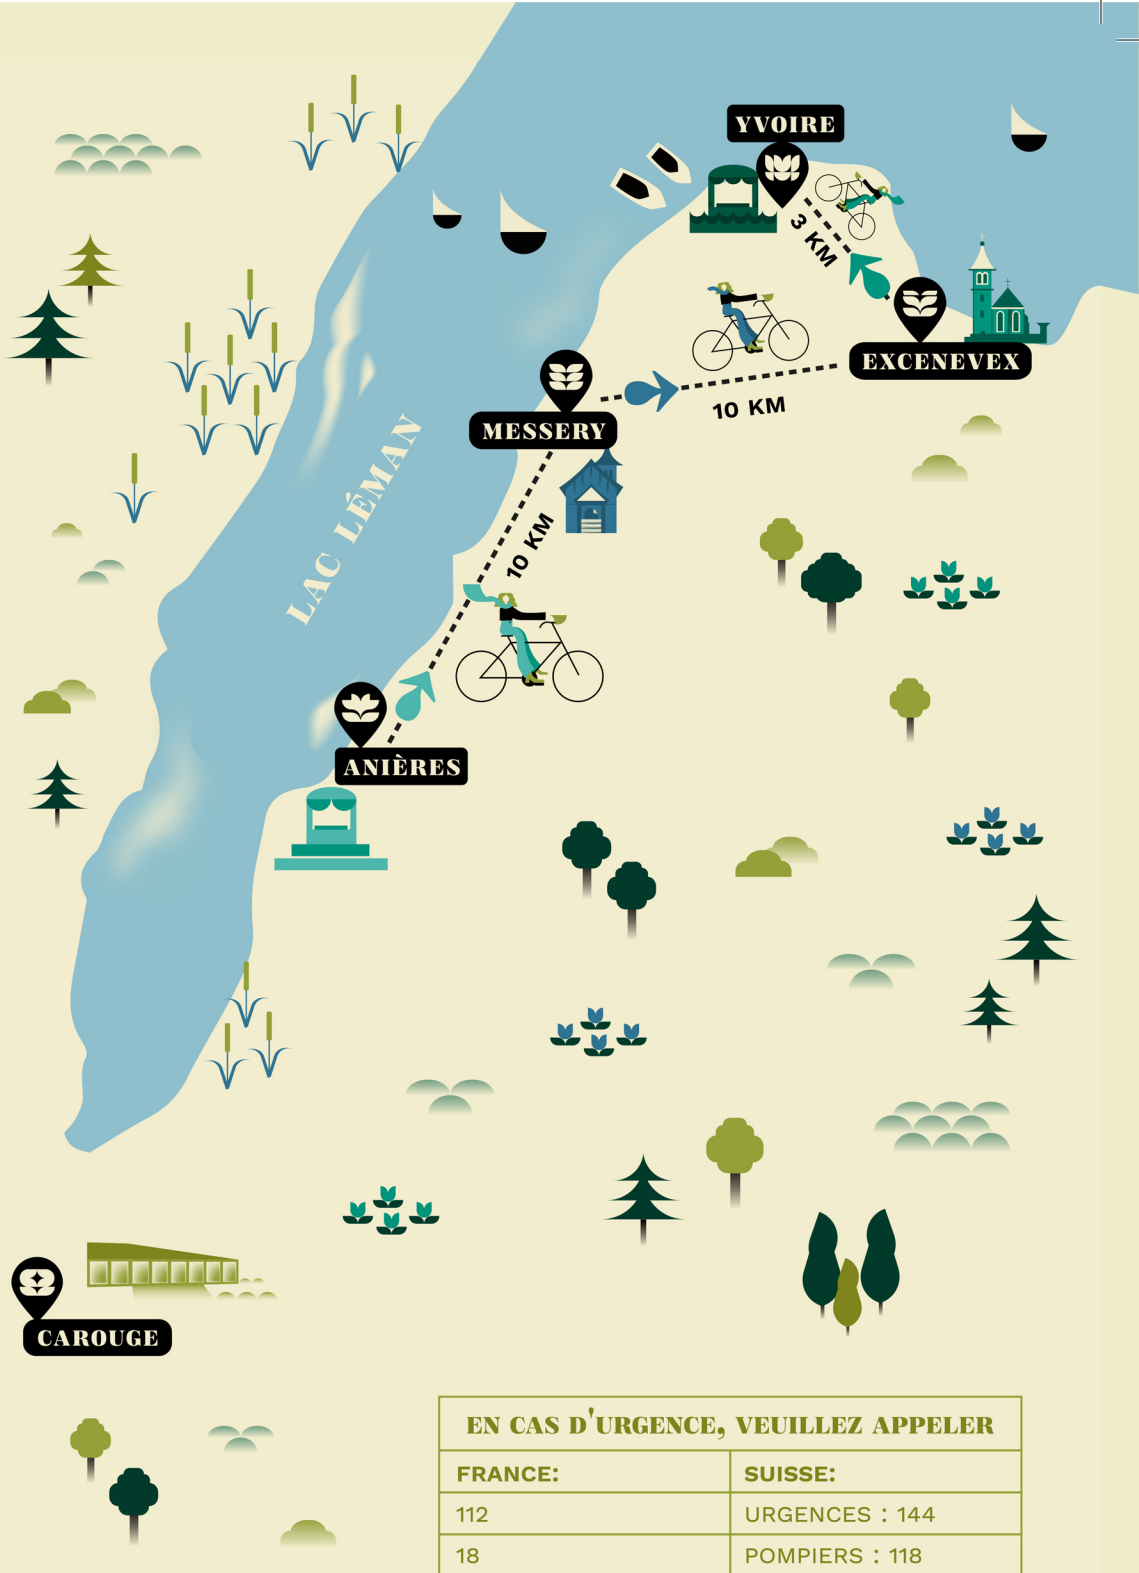 YVOIRE
3 KM
EXCENEVEX
10 KM
MESSERY
LAC LÉMAN
10 KM
ANIÈRES
CAROUGE
EN CAS D'URGENCE, VEUILLEZ APPELER
FRANCE:
SUISSE:
112
URGENCES : 144
18
POMPIERS : 118